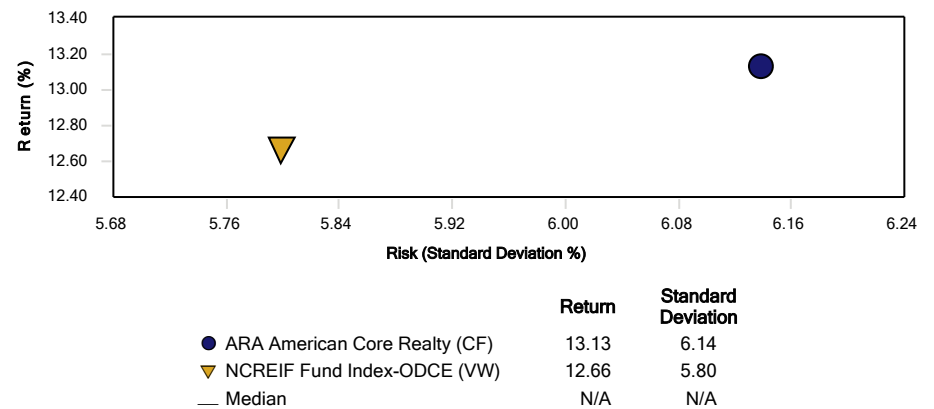 13.40
13.20
13.00
12.80
12.60
12.40
Return (%)
5.68 5.76 5.84 5.92 6.00 6.08 6.16 6.24
Risk (Standard Deviation %)
Return Standard
Deviation
ARA American Core Realty (CF) 13.13 6.14
NCREIF Fund Index-ODCE (VW) 12.66 5.80
Median N/A N/A